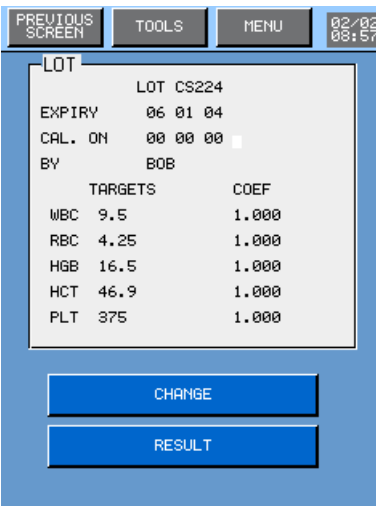 PREVIOUS SCREEN TOOLS MENU 02/02 08:57
LOT
LOT CS224
EXPIRY 06 01 04
CAL. ON 00 00 00
BY BOB
TARGETS COEF
WBC 9.5 1.000
RBC 4.25 1.000
HGB 16.5 1.000
HCT 46.9 1.000
PLT 375 1.000
CHANGE
RESULT